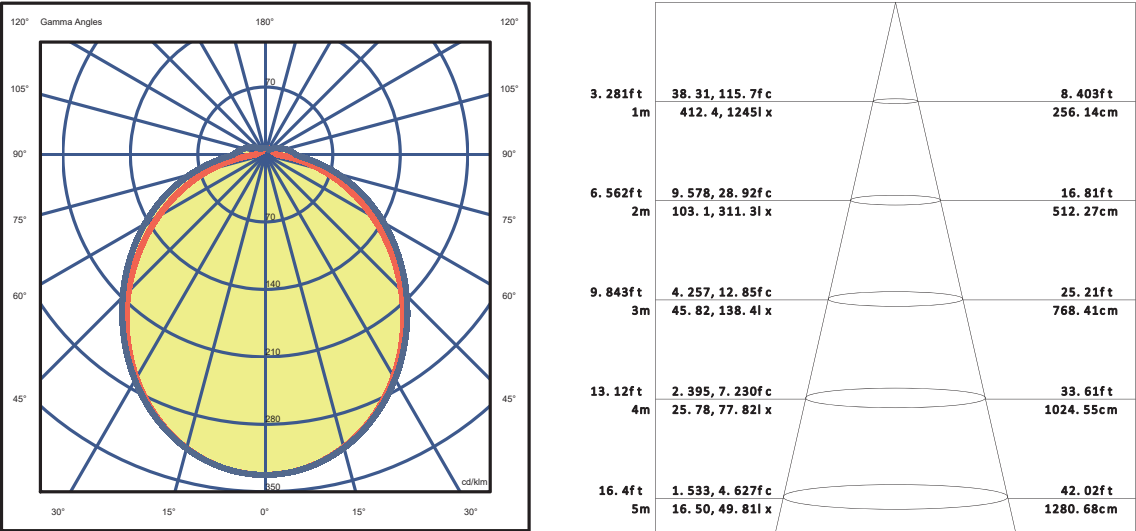 120° Gamma Angles 180° 120°
105° 70 105°
90° 90°
75° 70 75°
60° 140 60°
210
45° 280 45°
350 cd/klm
30° 15° 0° 15° 30°
3. 281ft 38. 31, 115. 7fc 8. 403ft
1m 412. 4, 1245lx 256. 14cm
6. 562ft 9. 578, 28. 92fc 16. 81ft
2m 103. 1, 311. 3lx 512. 27cm
9. 843ft 4. 257, 12. 85fc 25. 21ft
3m 45. 82, 138. 4lx 768. 41cm
13. 12ft 2. 395, 7. 230fc 33. 61ft
4m 25. 78, 77. 82lx 1024. 55cm
16. 4ft 1. 533, 4. 627fc 42. 02ft
5m 16. 50, 49. 81lx 1280. 68cm